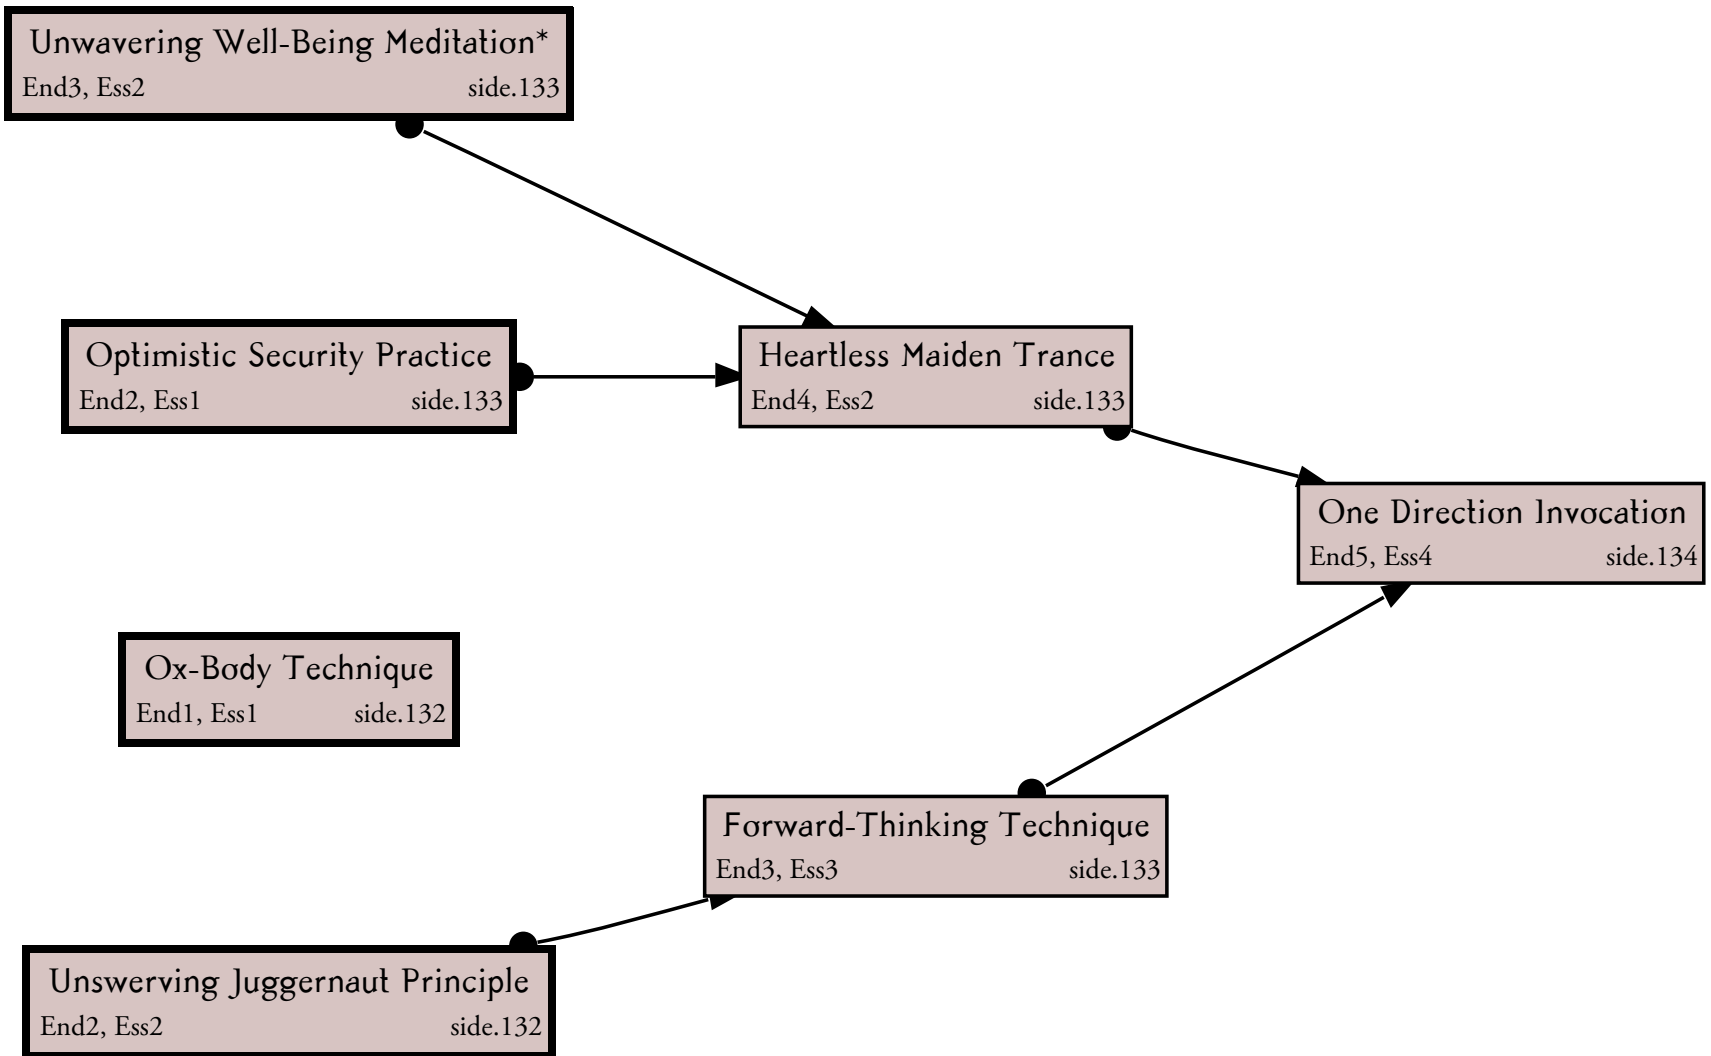 Unwavering Well-Being Meditation*
End3, Ess2 side.133
Optimistic Security Practice
End2, Ess1 side.133
Heartless Maiden Trance
End4, Ess2 side.133
One Direction Invocation
End5, Ess4 side.134
Ox-Body Technique
End1, Ess1 side.132
Forward-Thinking Technique
End3, Ess3 side.133
Unswerving Juggernaut Principle
End2, Ess2 side.132